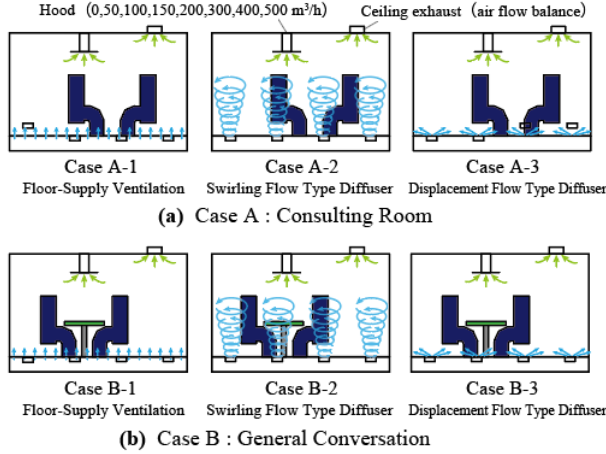 Hood (0,50,100,150,200,300,400,500 m³/h)
Ceiling exhaust (air flow balance)
Case A-1
Case A-2
Case A-3
Floor-Supply Ventilation
Swirling Flow Type Diffuser
Displacement Flow Type Diffuser
(a) Case A : Consulting Room
Case B-1
Case B-2
Case B-3
Floor-Supply Ventilation
Swirling Flow Type Diffuser
Displacement Flow Type Diffuser
(b) Case B : General Conversation